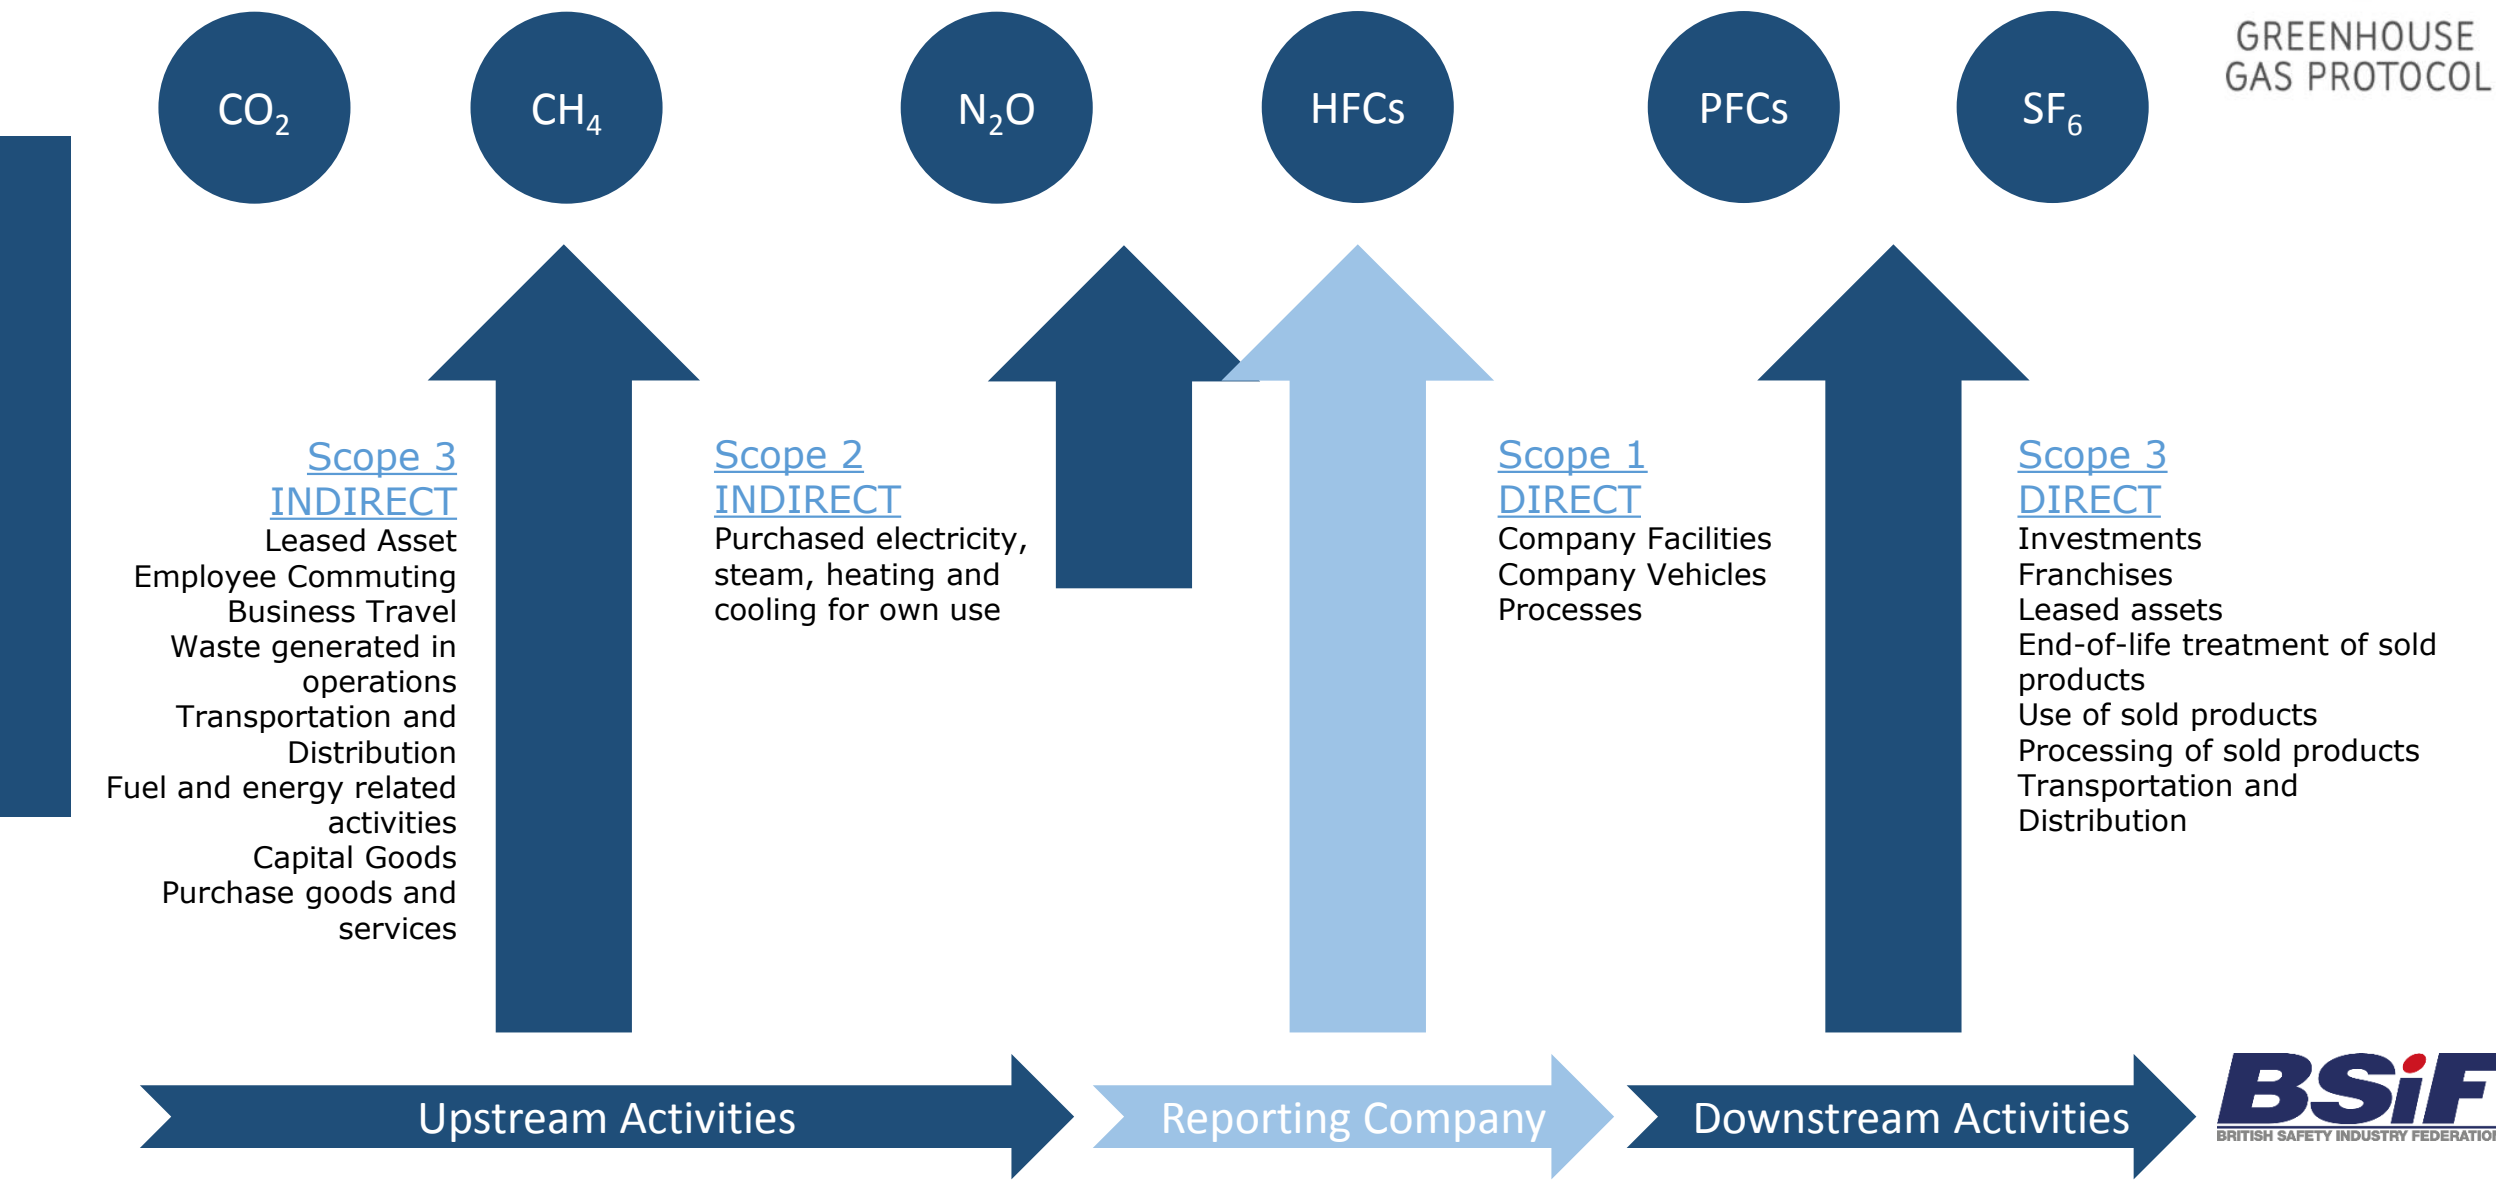 CO₂
CH₄
N₂O
HFCs
PFCs
SF₆
GREENHOUSE
GAS PROTOCOL
Scope 3
INDIRECT
Leased Asset
Employee Commuting
Business Travel
Waste generated in
operations
Transportation and
Distribution
Fuel and energy related
activities
Capital Goods
Purchase goods and
services
Scope 2
INDIRECT
Purchased electricity,
steam, heating and
cooling for own use
Scope 1
DIRECT
Company Facilities
Company Vehicles
Processes
Scope 3
DIRECT
Investments
Franchises
Leased assets
End-of-life treatment of sold
products
Use of sold products
Processing of sold products
Transportation and
Distribution
Upstream Activities
Reporting Company
Downstream Activities
BSiF
BRITISH SAFETY INDUSTRY FEDERATION